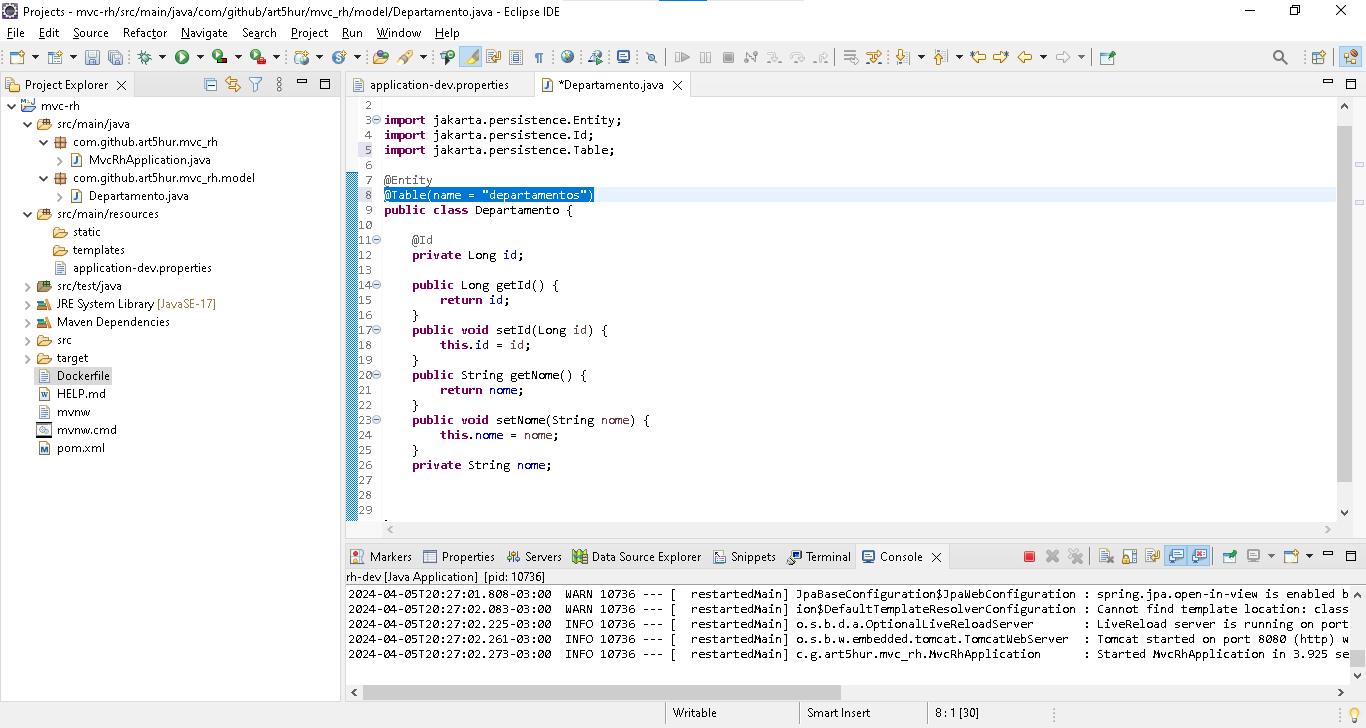 Projects - mvc-rh/src/main/java/com/github/art5hur/mvc_rh/model/Departamento.java - Eclipse IDE
File Edit Source Refactor Navigate Search Project Run Window Help
Project Explorer
mvc-rh
src/main/java
com.github.art5hur.mvc_rh
MvcRhApplication.java
com.github.art5hur.mvc_rh.model
Departamento.java
src/main/resources
static
templates
application-dev.properties
src/test/java
JRE System Library [JavaSE-17]
Maven Dependencies
src
target
Dockerfile
HELP.md
mvnw
mvnw.cmd
pom.xml
application-dev.properties *Departamento.java
2
3 import jakarta.persistence.Entity;
4 import jakarta.persistence.Id;
5 import jakarta.persistence.Table;
6
7 @Entity
8 @Table(name = "departamentos")
9 public class Departamento {
10
11 @Id
12 private Long id;
13
14 public Long getId() {
15 return id;
16 }
17 public void setId(Long id) {
18 this.id = id;
19 }
20 public String getNome() {
21 return nome;
22 }
23 public void setNome(String nome) {
24 this.nome = nome;
25 }
26 private String nome;
27
28
29
Markers Properties Servers Data Source Explorer Snippets Terminal Console
rh-dev [Java Application] [pid: 10736]
2024-04-05T20:27:01.808-03:00 WARN 10736 --- [ restartedMain] JpaBaseConfiguration$JpaWebConfiguration : spring.jpa.open-in-view is enabled b
2024-04-05T20:27:02.083-03:00 WARN 10736 --- [ restartedMain] ion$DefaultTemplateResolverConfiguration : Cannot find template location: class
2024-04-05T20:27:02.225-03:00 INFO 10736 --- [ restartedMain] o.s.b.d.a.OptionalLiveReloadServer : LiveReload server is running on port
2024-04-05T20:27:02.261-03:00 INFO 10736 --- [ restartedMain] o.s.b.w.embedded.tomcat.TomcatWebServer : Tomcat started on port 8080 (http) w
2024-04-05T20:27:02.273-03:00 INFO 10736 --- [ restartedMain] c.g.art5hur.mvc_rh.MvcRhApplication : Started MvcRhApplication in 3.925 se
Writable Smart Insert 8 : 1 [30]